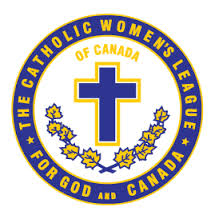 THE CATHOLIC WOMEN'S LEAGUE
OF CANADA
FOR GOD AND CANADA